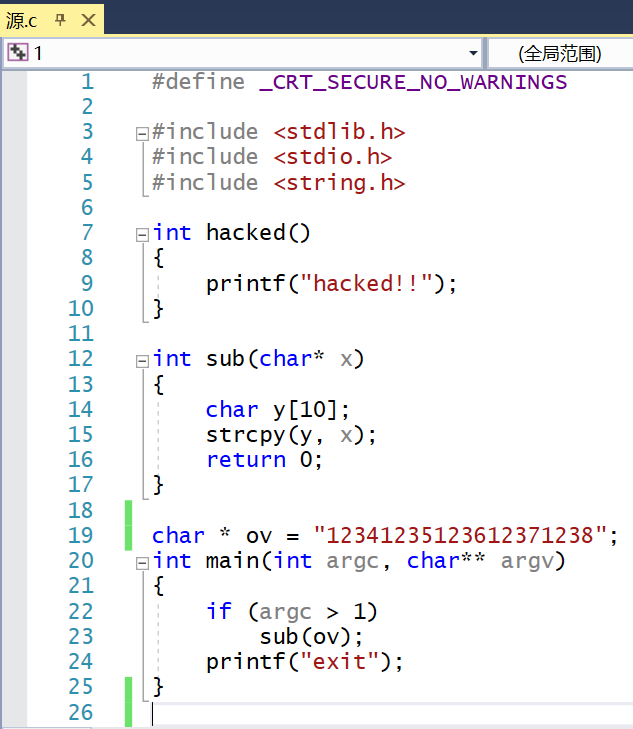 源.c
1 (全局范围)
1 #define _CRT_SECURE_NO_WARNINGS
2
3 #include <stdlib.h>
4 #include <stdio.h>
5 #include <string.h>
6
7 int hacked()
8 {
9 printf("hacked!!");
10 }
11
12 int sub(char* x)
13 {
14 char y[10];
15 strcpy(y, x);
16 return 0;
17 }
18
19 char * ov = "12341235123612371238";
20 int main(int argc, char** argv)
21 {
22 if (argc > 1)
23 sub(ov);
24 printf("exit");
25 }
26